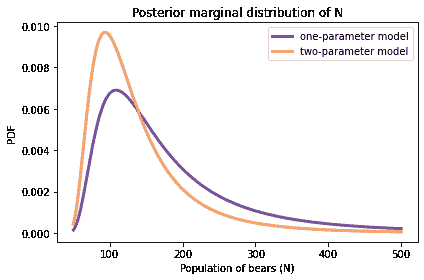 Posterior marginal distribution of N
one-parameter model
two-parameter model
PDF
0.010
0.008
0.006
0.004
0.002
0.000
100
200
300
400
500
Population of bears (N)